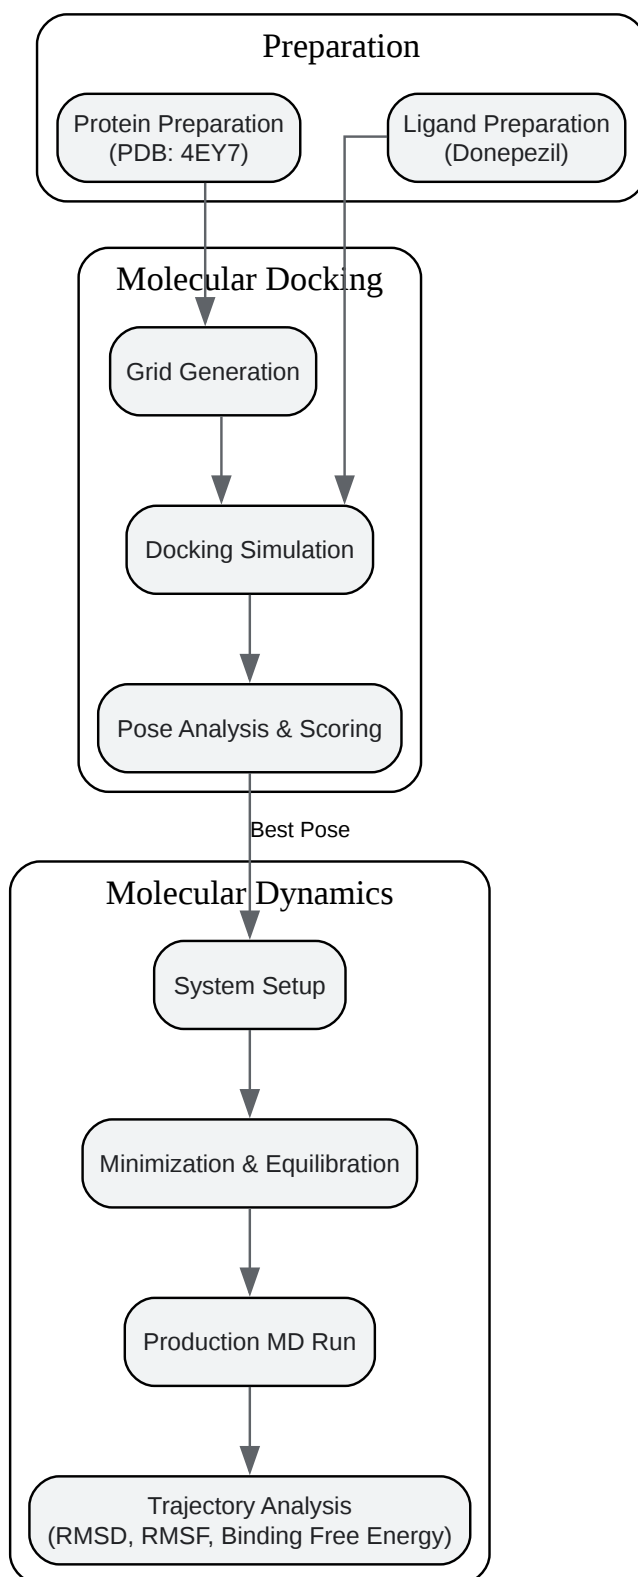 Preparation
Protein Preparation
(PDB: 4EY7)
Ligand Preparation
(Donepezil)
Molecular Docking
Grid Generation
Docking Simulation
Pose Analysis & Scoring
Best Pose
Molecular Dynamics
System Setup
Minimization & Equilibration
Production MD Run
Trajectory Analysis
(RMSD, RMSF, Binding Free Energy)